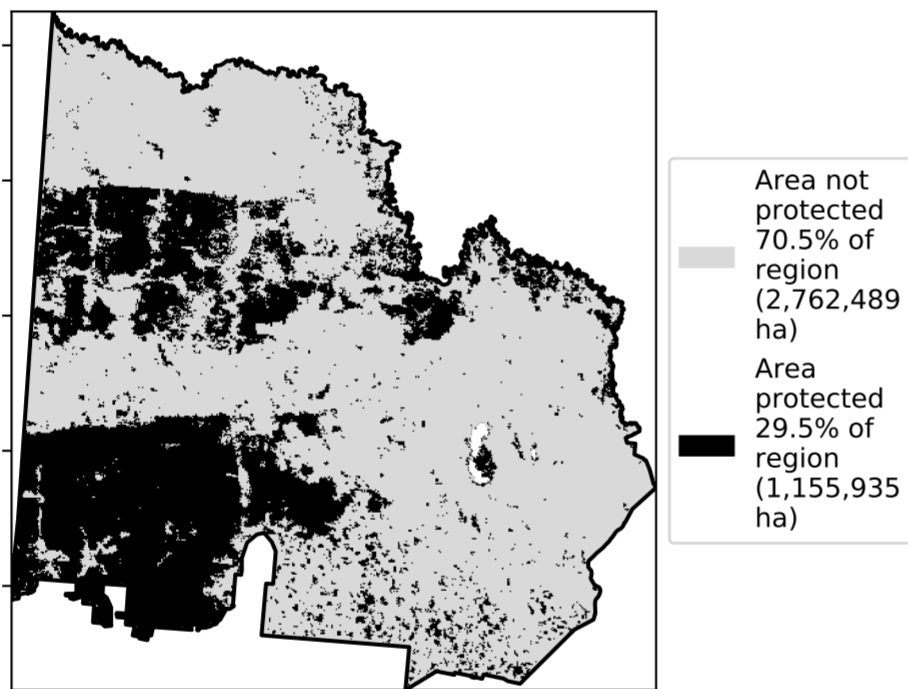 Area not
protected
70.5% of
region
(2,762,489
ha)
Area
protected
29.5% of
region
(1,155,935
ha)